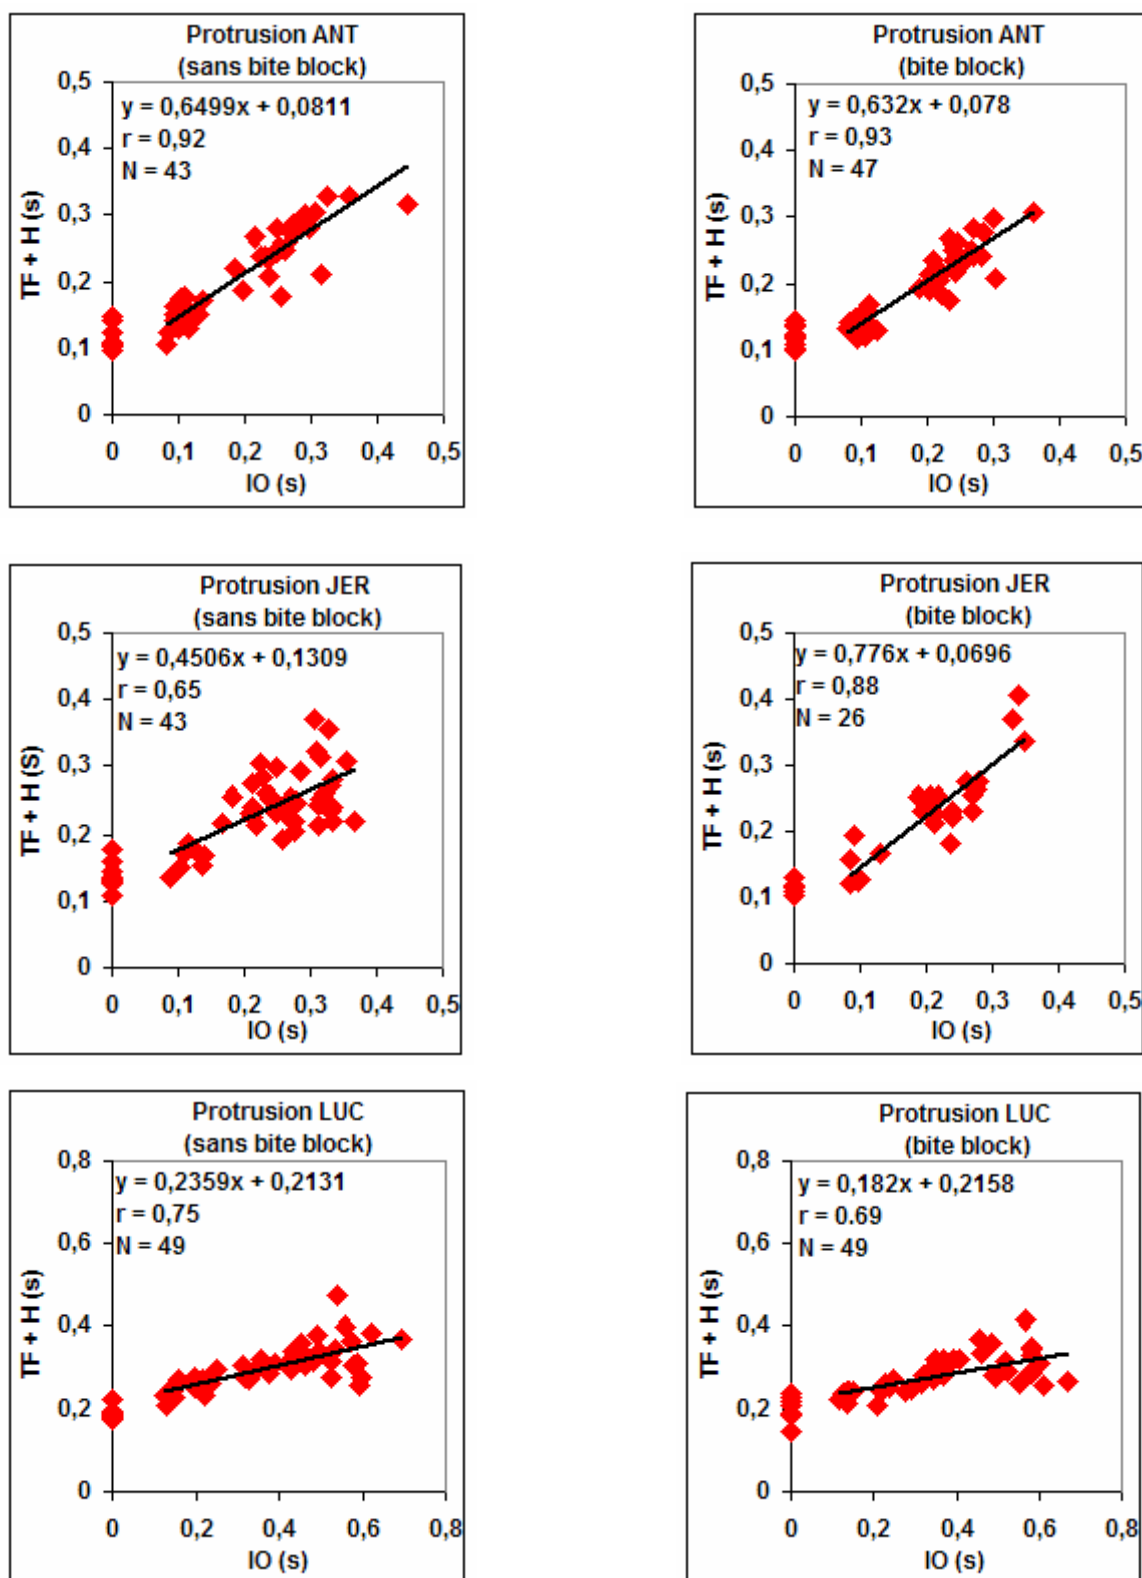 Protrusion ANT
(sans bite block)
0,5
y = 0,6499x + 0,0811
r = 0,92
0,4
N = 43
0,3
TF + H (s)
0,2
0,1
0
0 0,1 0,2 0,3 0,4 0,5
IO (s)
Protrusion ANT
(bite block)
0,5
y = 0,632x + 0,078
r = 0,93
0,4
N = 47
0,3
TF + H (s)
0,2
0,1
0
0 0,1 0,2 0,3 0,4 0,5
IO (s)
Protrusion JER
(sans bite block)
0,5
y = 0,4506x + 0,1309
r = 0,65
0,4
N = 43
0,3
TF + H (S)
0,2
0,1
0
0 0,1 0,2 0,3 0,4 0,5
IO (s)
Protrusion JER
(bite block)
0,5
y = 0,776x + 0,0696
r = 0,88
0,4
N = 26
0,3
TF + H (s)
0,2
0,1
0
0 0,1 0,2 0,3 0,4 0,5
IO (s)
Protrusion LUC
(sans bite block)
0,8
y = 0,2359x + 0,2131
r = 0,75
0,6
N = 49
0,4
TF + H (s)
0,2
0
0 0,2 0,4 0,6 0,8
IO (s)
Protrusion LUC
(bite block)
0,8
y = 0,182x + 0,2158
r = 0.69
0,6
N = 49
0,4
TF + H (s)
0,2
0
0 0,2 0,4 0,6 0,8
IO (s)